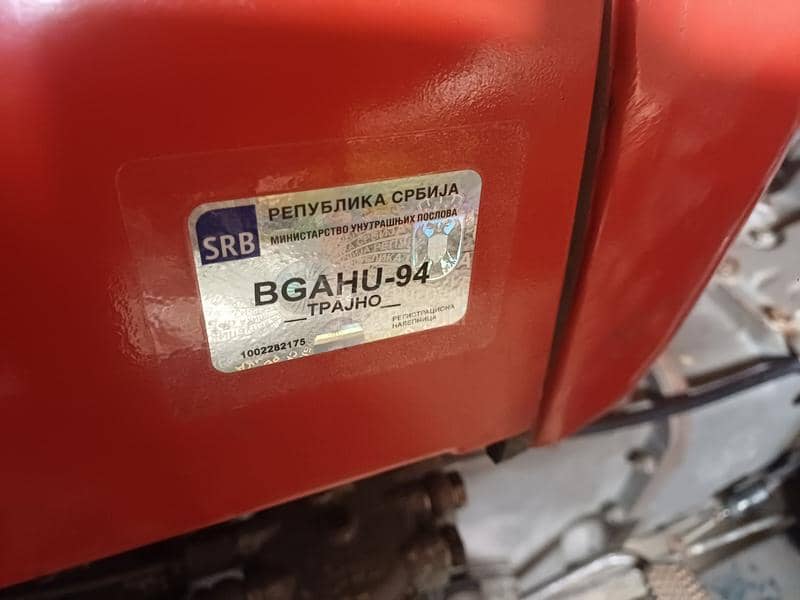 РЕПУБЛИКА СРБИЈА
SRB
МИНИСТАРСТВО УНУТРАШЊИХ ПОСЛОВА
BGAHU-94
ТРАЈНО
РЕГИСТРАЦИОНА
НАЛЕПНИЦА
1002282175